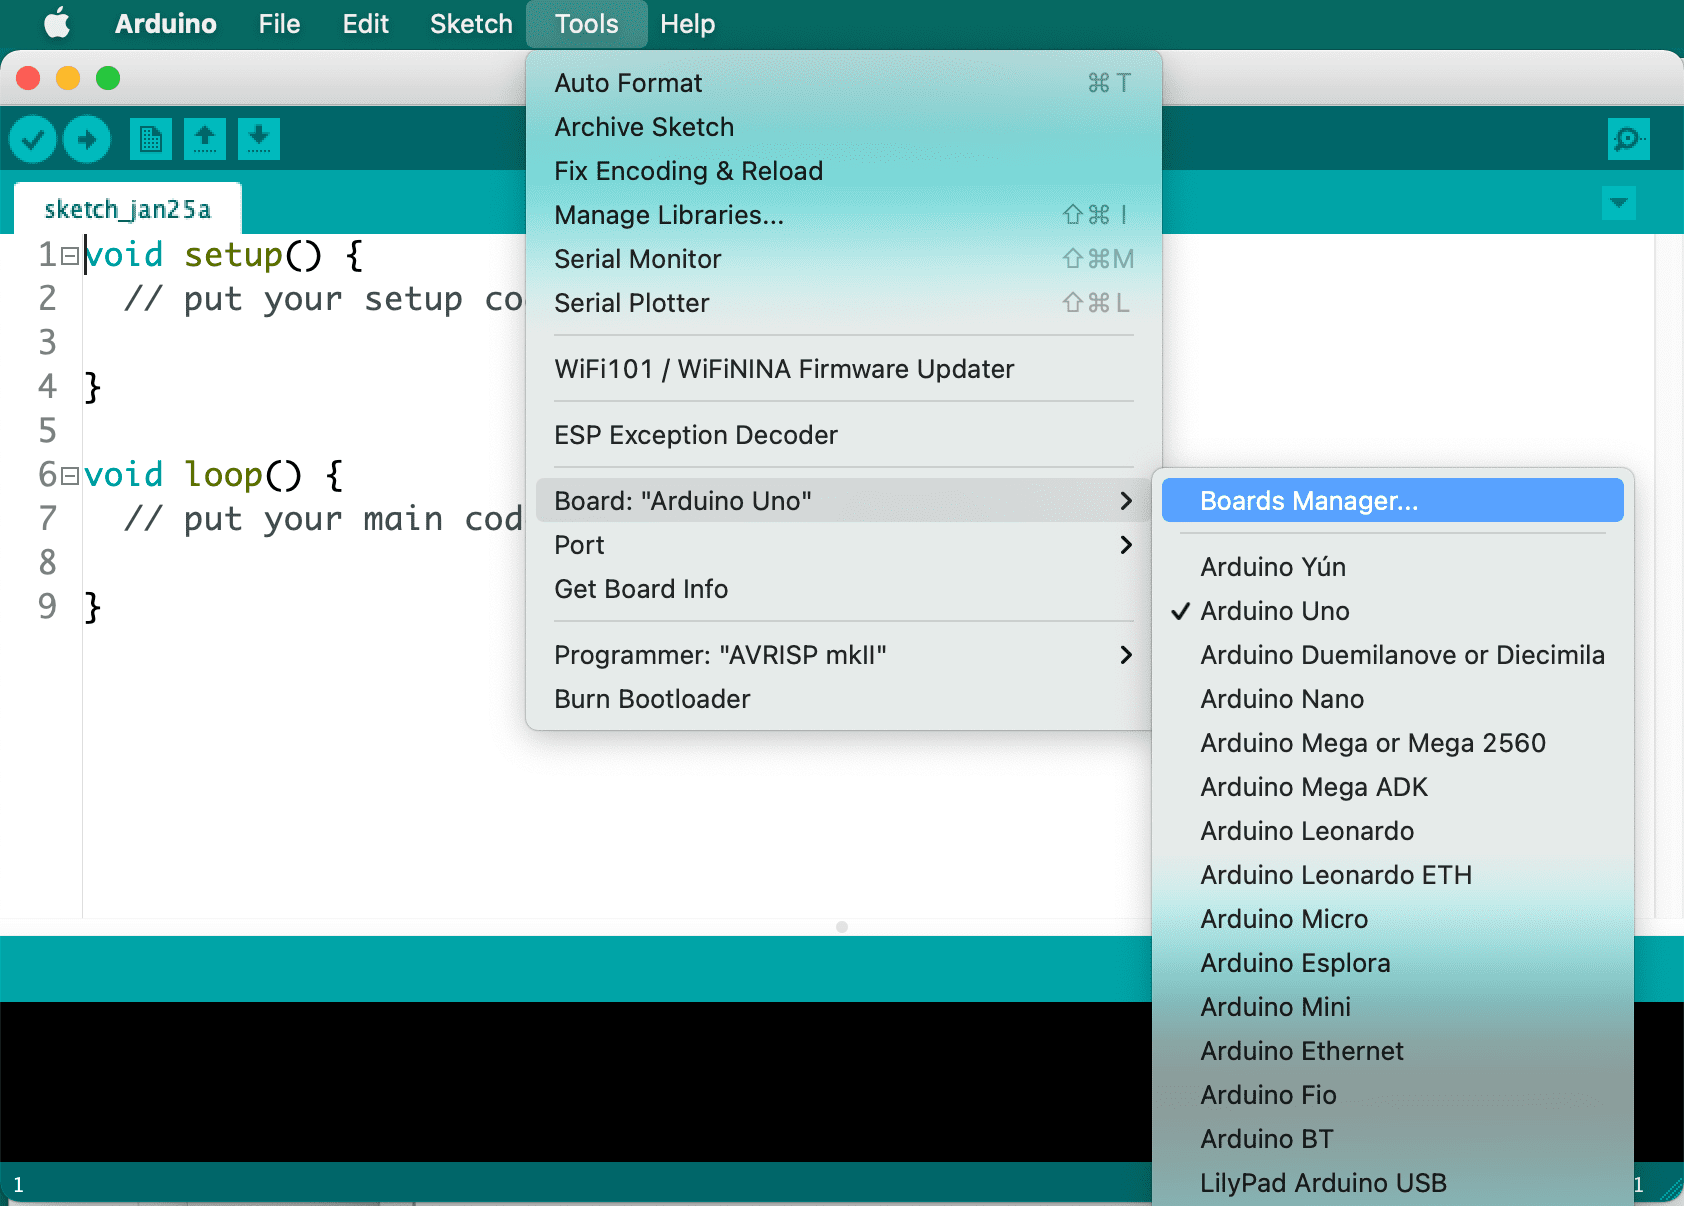 Arduino File Edit Sketch Tools Help
sketch_jan25a
1 void setup() {
2 // put your setup co
3
4 }
5
6 void loop() {
7 // put your main cod
8
9 }
Auto Format ⌘T
Archive Sketch
Fix Encoding & Reload
Manage Libraries... ⇧⌘I
Serial Monitor ⇧⌘M
Serial Plotter ⇧⌘L
WiFi101 / WiFiNINA Firmware Updater
ESP Exception Decoder
Board: "Arduino Uno"
Port
Get Board Info
Programmer: "AVRISP mkII"
Burn Bootloader
Boards Manager...
Arduino Yún
✓ Arduino Uno
Arduino Duemilanove or Diecimila
Arduino Nano
Arduino Mega or Mega 2560
Arduino Mega ADK
Arduino Leonardo
Arduino Leonardo ETH
Arduino Micro
Arduino Esplora
Arduino Mini
Arduino Ethernet
Arduino Fio
Arduino BT
LilyPad Arduino USB
1 1